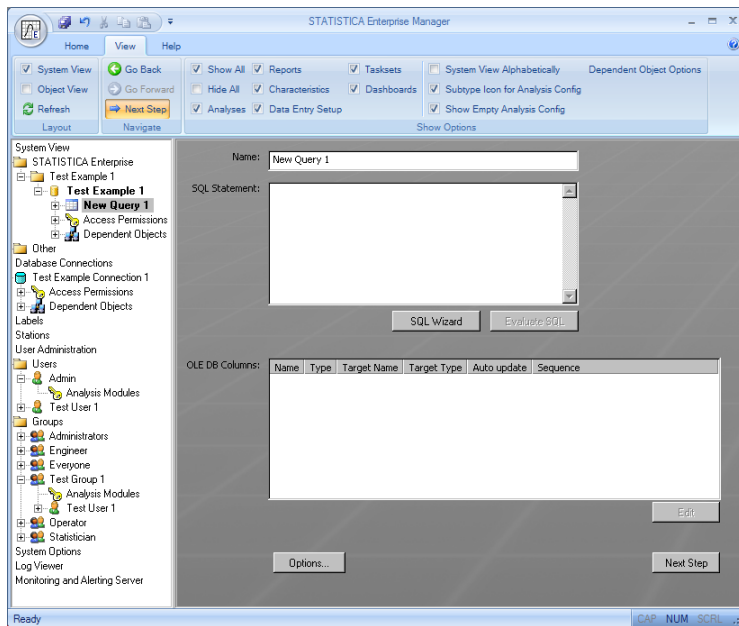 STATISTICA Enterprise Manager
Home View Help
System View Go Back Show All Reports Tasksets System View Alphabetically Dependent Object Options
Object View Go Forward Hide All Characteristics Dashboards Subtype Icon for Analysis Config
Refresh Next Step Analyses Data Entry Setup Show Empty Analysis Config
Layout Navigate Show Options
System View
STATISTICA Enterprise
Test Example 1
Test Example 1
New Query 1
Access Permissions
Dependent Objects
Other
Database Connections
Test Example Connection 1
Access Permissions
Dependent Objects
Labels
Stations
User Administration
Users
Admin
Analysis Modules
Test User 1
Groups
Administrators
Engineer
Everyone
Test Group 1
Analysis Modules
Test User 1
Operator
Statistician
System Options
Log Viewer
Monitoring and Alerting Server
Name: New Query 1
SQL Statement:
SQL Wizard Evaluate SQL
OLE DB Columns: Name Type Target Name Target Type Auto update Sequence
Edit
Options... Next Step
Ready CAP NUM SCRL